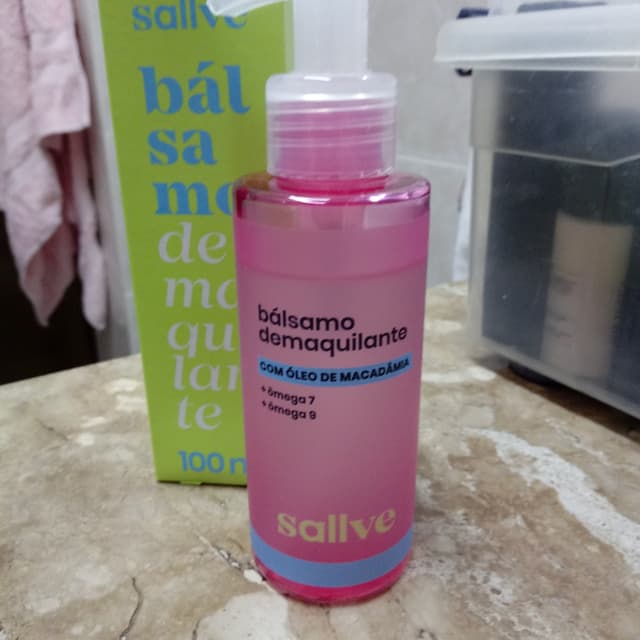 sallve
bál
sa
mo
de
ma
qu
lan
te
100 m
bálsamo
demaquilante
COM ÓLEO DE MACADÂMIA
+ ômega 7
+ ômega 9
sallve